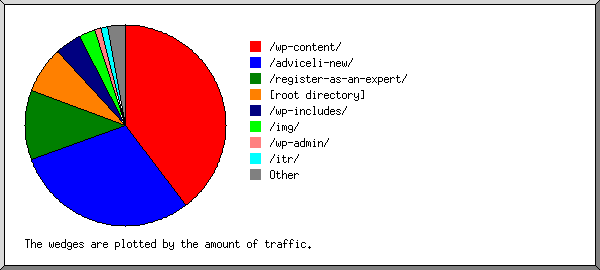 /wp-content/
/adviceli-new/
/register-as-an-expert/
[root directory]
/wp-includes/
/img/
/wp-admin/
/itr/
Other
The wedges are plotted by the amount of traffic.